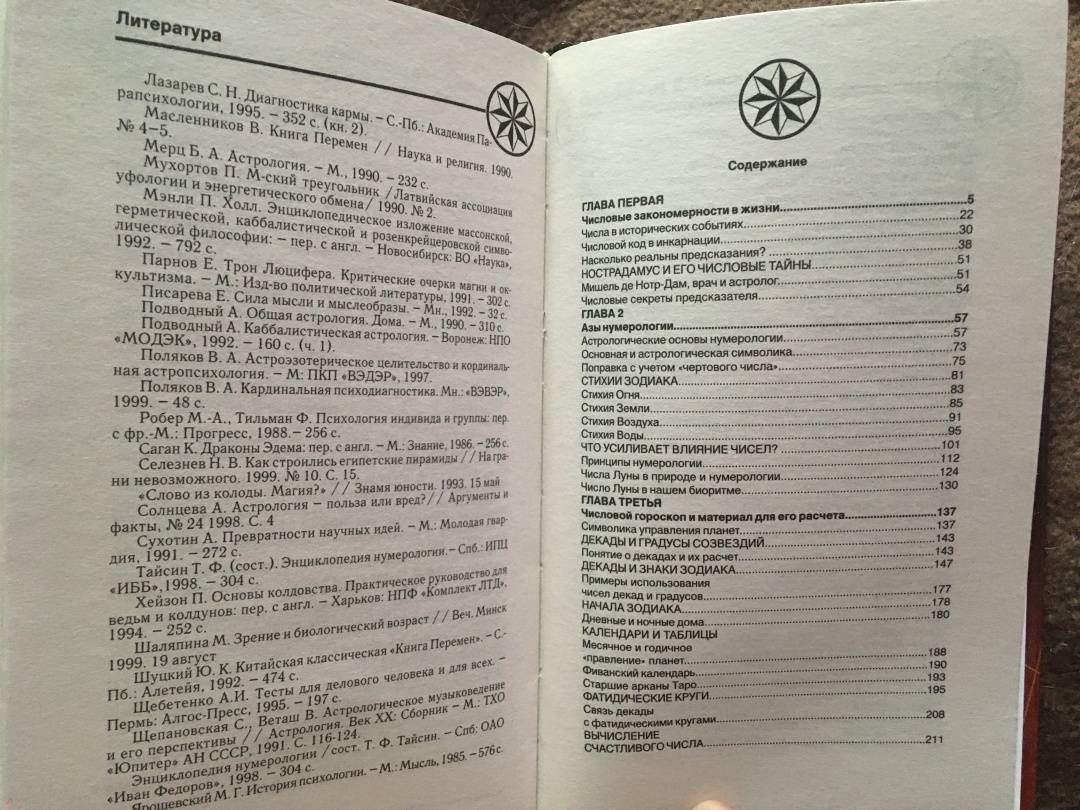 Литература
Лазарев С. Н. Диагностика кармы. – С.-Пб.: Академия Па-
рапсихологии, 1995. – 352 с. (кн. 2).
Масленников В. Книга Перемен // Наука и религия. 1990.
№ 4–5.
Мерц Б. А. Астрология. – М., 1990. – 232 с.
Мухортов П. М-ский треугольник /Латвийская ассоциация
уфологии и энергетического обмена/ 1990. № 2.
Мэнли П. Холл. Энциклопедическое изложение массонской,
герметической, каббалистической и розенкрейцеровской симво-
лической философии: – пер. с англ. – Новосибирск: ВО «Наука»,
1992. – 792 с.
Парнов Е. Трон Люцифера. Критические очерки магии и ок-
культизма. – М.: Изд-во политической литературы, 1991. – 302 с.
Писарева Е. Сила мысли и мыслеобразы. – Мн., 1992. – 32 с.
Подводный А. Общая астрология. Дома. – М., 1990. – 310 с.
Подводный А. Каббалистическая астрология. – Воронеж: НПО
«МОДЭК», 1992. – 160 с. (ч. 1).
Поляков В. А. Астроэзотерическое целительство и кординаль-
ная астропсихология. – М: ПКП «ВЭДЭР», 1997.
Поляков В. А. Кардинальная психодиагностика. Мн.: «ВЭВЭР»,
1999. – 48 с.
Робер М.-А., Тильман Ф. Психология индивида и группы: пер.
с фр.-М.: Прогресс, 1988. – 256 с.
Саган К. Драконы Эдема: пер. с англ. – М.: Знание, 1986. – 256 с.
Селезнев Н. В. Как строились египетские пирамиды // На гра-
ни невозможного. 1999. № 10. С. 15.
«Слово из колоды. Магия?» // Знамя юности. 1993. 15 май
Солнцева А. Астрология – польза или вред?// Аргументы и
факты, № 24 1998. С. 4
Сухотин А. Превратности научных идей. – М.: Молодая гвар-
дия, 1991. – 272 с.
Тайсин Т. Ф. (сост.). Энциклопедия нумерологии.– Спб.: ИПЦ
«ИББ», 1998. – 304 с.
Хейзон П. Основы колдовства. Практическое руководство для
ведьм и колдунов: пер. с англ. – Харьков: НПФ «Комплект ЛТД»,
1994. – 252 с.
Шаляпина М. Зрение и биологический возраст // Веч. Минск
1999. 19 август
Шуцкий Ю. К. Китайская классическая «Книга Перемен». – С.-
Пб.: Алетейя, 1992. – 474 с.
Щебетенко А.И. Тесты для делового человека и для всех. –
Пермь: Алгос-Пресс, 1995. – 197 с.
Щепановская С., Веташ В. Астрологическое музыковедение
и его перспективы // Астрология. Век XX: Сборник – М.: ТХО
«Юпитер» АН СССР, 1991. С. 116-124.
Энциклопедия нумерологии /сост. Т. Ф. Тайсин. – Спб: ОАО
«Иван Федоров», 1998. – 304 с.
Ярошевский М. Г. История психологии. – М.: Мысль, 1985. – 576 с.
Содержание
ГЛАВА ПЕРВАЯ
Числовые закономерности в жизни 5
Числа в исторических событиях 22
Числовой код в инкарнации 30
Насколько реальны предсказания? 38
НОСТРАДАМУС И ЕГО ЧИСЛОВЫЕ ТАЙНЫ 51
Мишель де Нотр-Дам, врач и астролог 51
Числовые секреты предсказателя 54
ГЛАВА 2
Азы нумерологии 57
Астрологические основы нумерологии 57
Основная и астрологическая символика 73
Поправка с учетом «чертового числа» 75
СТИХИИ ЗОДИАКА 81
Стихия Огня 83
Стихия Земли 85
Стихия Воздуха 91
Стихия Воды 95
ЧТО УСИЛИВАЕТ ВЛИЯНИЕ ЧИСЕЛ? 101
Принципы нумерологии 112
Числа Луны в природе и нумерологии 124
Число Луны в нашем биоритме 130
ГЛАВА ТРЕТЬЯ
Числовой гороскоп и материал для его расчета 137
Символика управления планет 137
ДЕКАДЫ И ГРАДУСЫ СОЗВЕЗДИЙ 143
Понятие о декадах и их расчет 143
ДЕКАДЫ И ЗНАКИ ЗОДИАКА 147
Примеры использования
чисел декад и градусов 177
НАЧАЛА ЗОДИАКА 178
Дневные и ночные дома 180
КАЛЕНДАРИ И ТАБЛИЦЫ
Месячное и годичное
«правление» планет 188
Фиванский календарь 190
Старшие арканы Таро 193
ФАТИДИЧЕСКИЕ КРУГИ 195
Связь декады
с фатидическими кругами 208
ВЫЧИСЛЕНИЕ
СЧАСТЛИВОГО ЧИСЛА 211